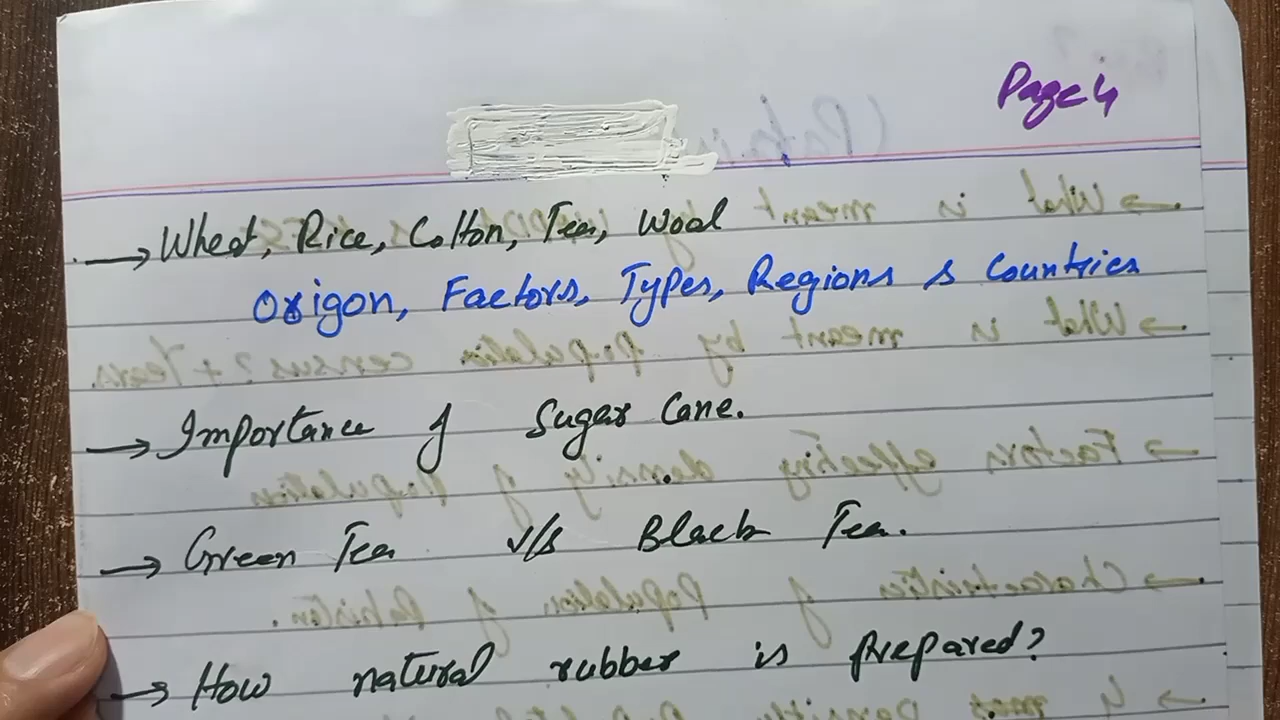 Page 4
→ Wheat, Rice, Cotton, Tea, Wool
Origon, Factors, Types, Regions & Countries
→ Importance of Sugar Cane.
→ Green Tea v/s Black Tea.
→ How natural rubber is prepared?